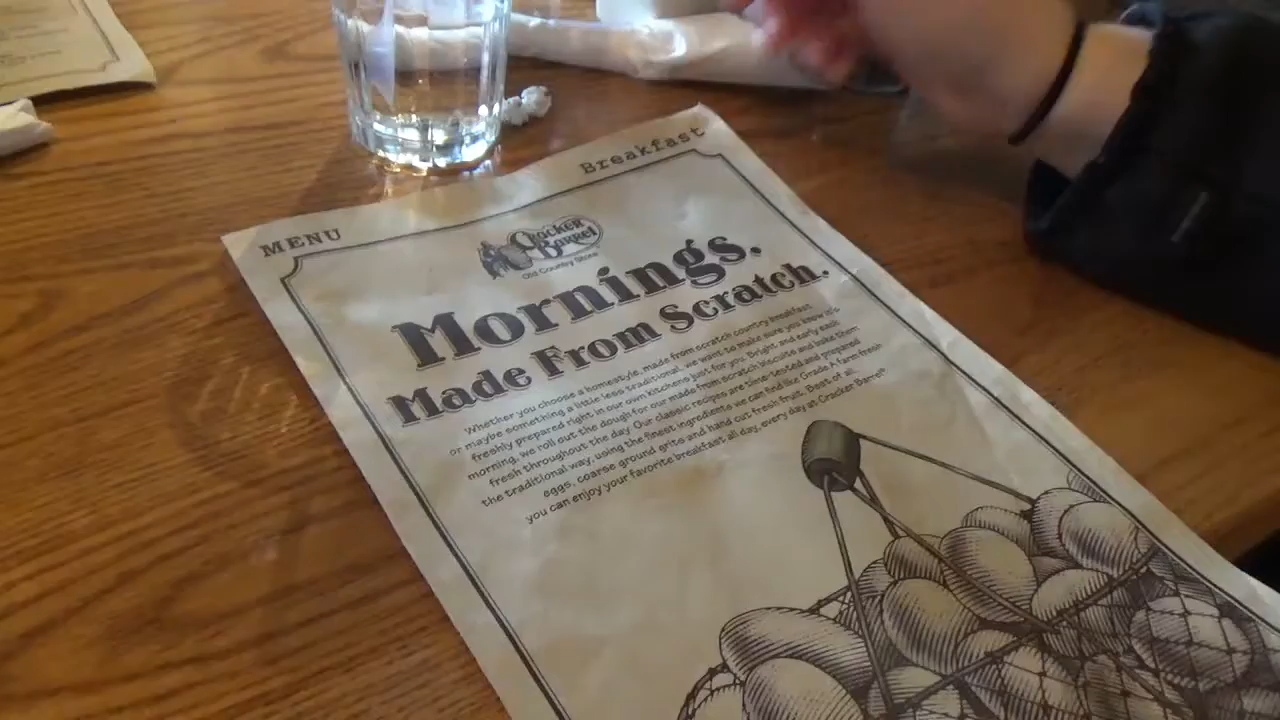 MENU
Breakfast
Cracker
Barrel
Old Country Store
Mornings.
Made From Scratch.
Whether you choose a homestyle, made from scratch country breakfast
or maybe something a little less traditional, we want to make sure you know it's
freshly prepared right in our own kitchens just for you. Bright and early each
morning, we roll out the dough for our made from scratch biscuits and bake them
fresh throughout the day. Our classic recipes are time-tested and prepared
the traditional way, using the finest ingredients we can find like Grade A farm fresh
eggs, coarse ground grits and hand cut fresh fruit. Best of all,
you can enjoy your favorite breakfast all day, every day at Cracker Barrel®